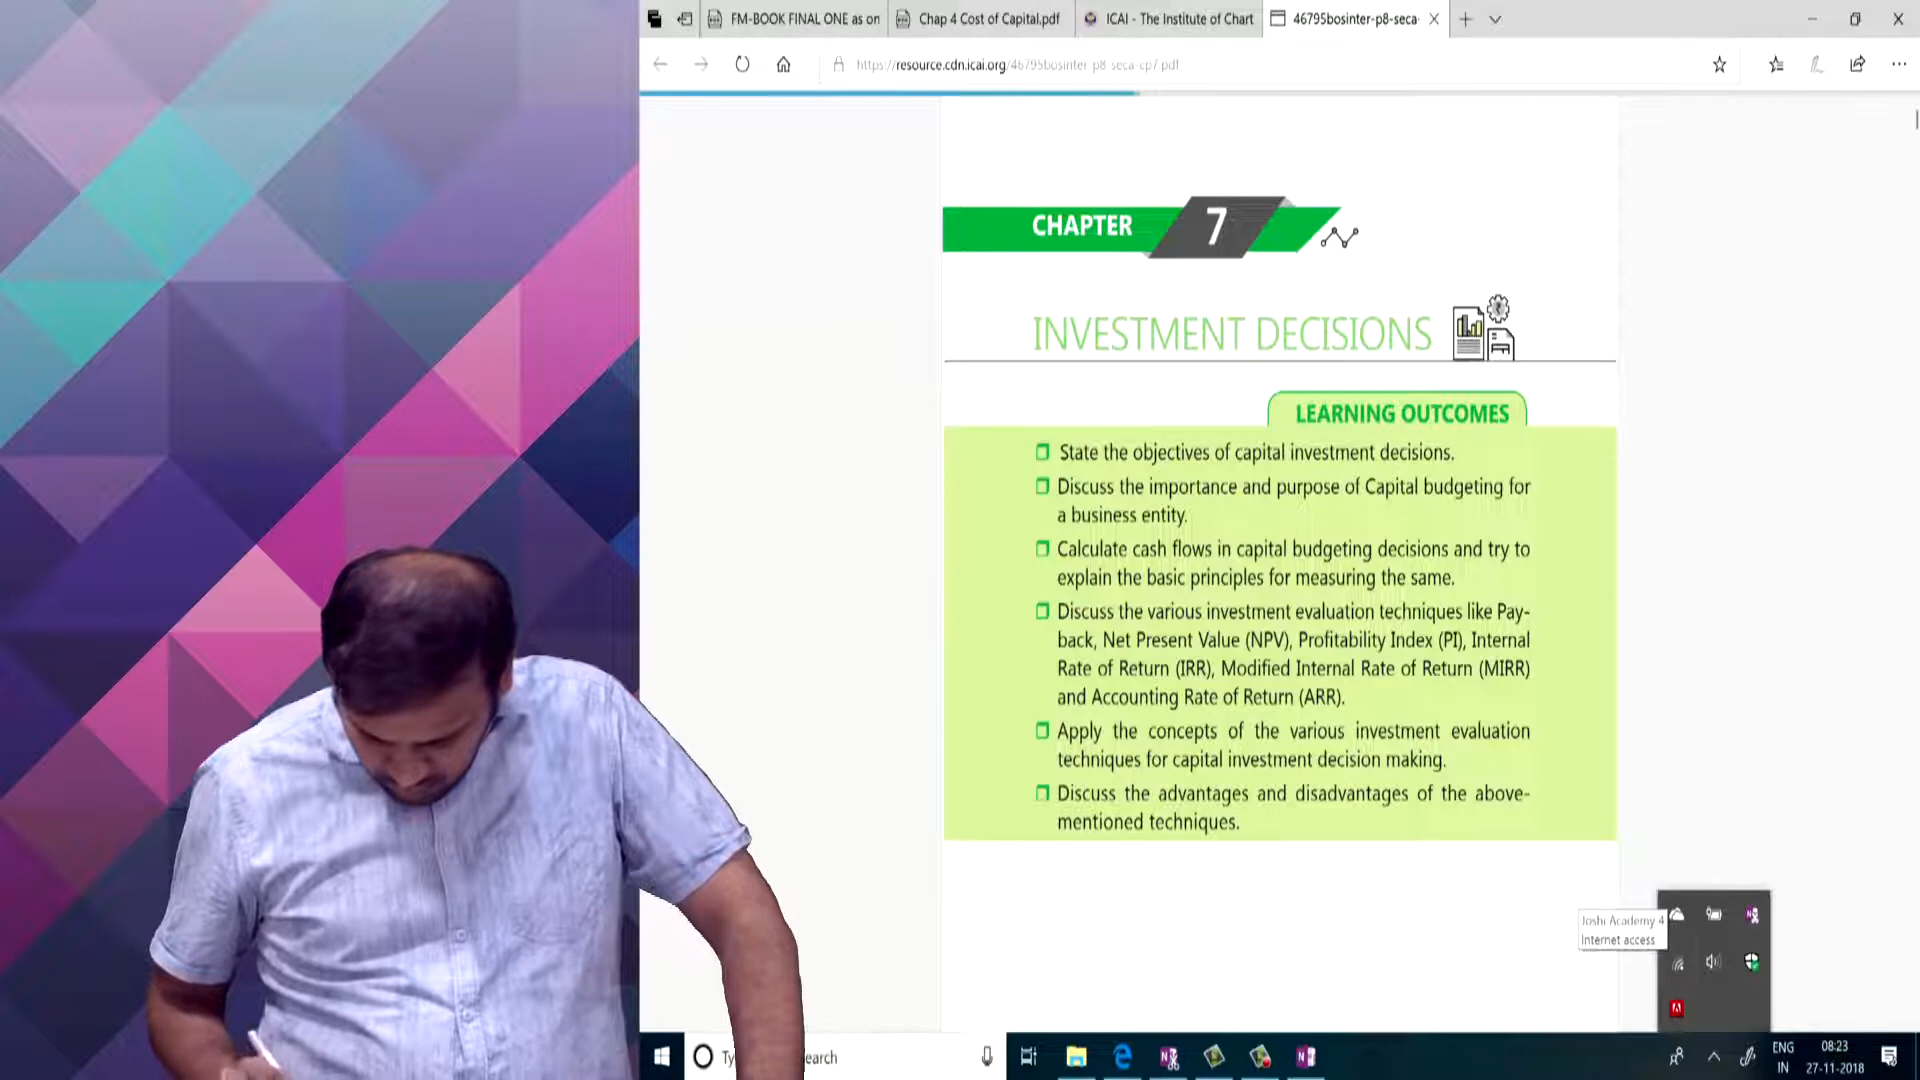 FM-BOOK FINAL ONE as on
Chap 4 Cost of Capital.pdf
ICAI - The Institute of Chart
46795bosinter-p8-seca-
https://resource.cdn.icai.org/46795bosinter-p8-seca-cp7.pdf
CHAPTER 7
INVESTMENT DECISIONS
LEARNING OUTCOMES
State the objectives of capital investment decisions.
Discuss the importance and purpose of Capital budgeting for
a business entity.
Calculate cash flows in capital budgeting decisions and try to
explain the basic principles for measuring the same.
Discuss the various investment evaluation techniques like Pay-
back, Net Present Value (NPV), Profitability Index (PI), Internal
Rate of Return (IRR), Modified Internal Rate of Return (MIRR)
and Accounting Rate of Return (ARR).
Apply the concepts of the various investment evaluation
techniques for capital investment decision making.
Discuss the advantages and disadvantages of the above-
mentioned techniques.
Joshi Academy 4
Internet access
Ty earch
ENG
IN
08:23
27-11-2018